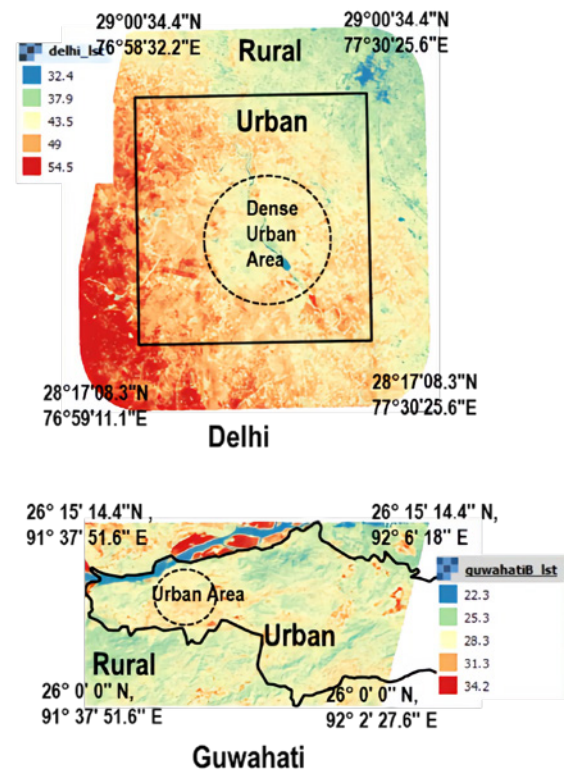 29°00'34.4"N
76°58'32.2"E
29°00'34.4"N
77°30'25.6"E
delhi_lst
32.4
37.9
43.5
49
54.5
Rural
Urban
Dense
Urban
Area
28°17'08.3"N
76°59'11.1"E
28°17'08.3"N
77°30'25.6"E
Delhi
26° 15' 14.4"N ,
91° 37' 51.6" E
26° 15' 14.4" N,
92° 6' 18" E
guwahatiB_lst
22.3
25.3
28.3
31.3
34.2
Urban Area
Urban
Rural
26° 0' 0" N,
91° 37' 51.6" E
26° 0' 0" N,
92° 2' 27.6" E
Guwahati